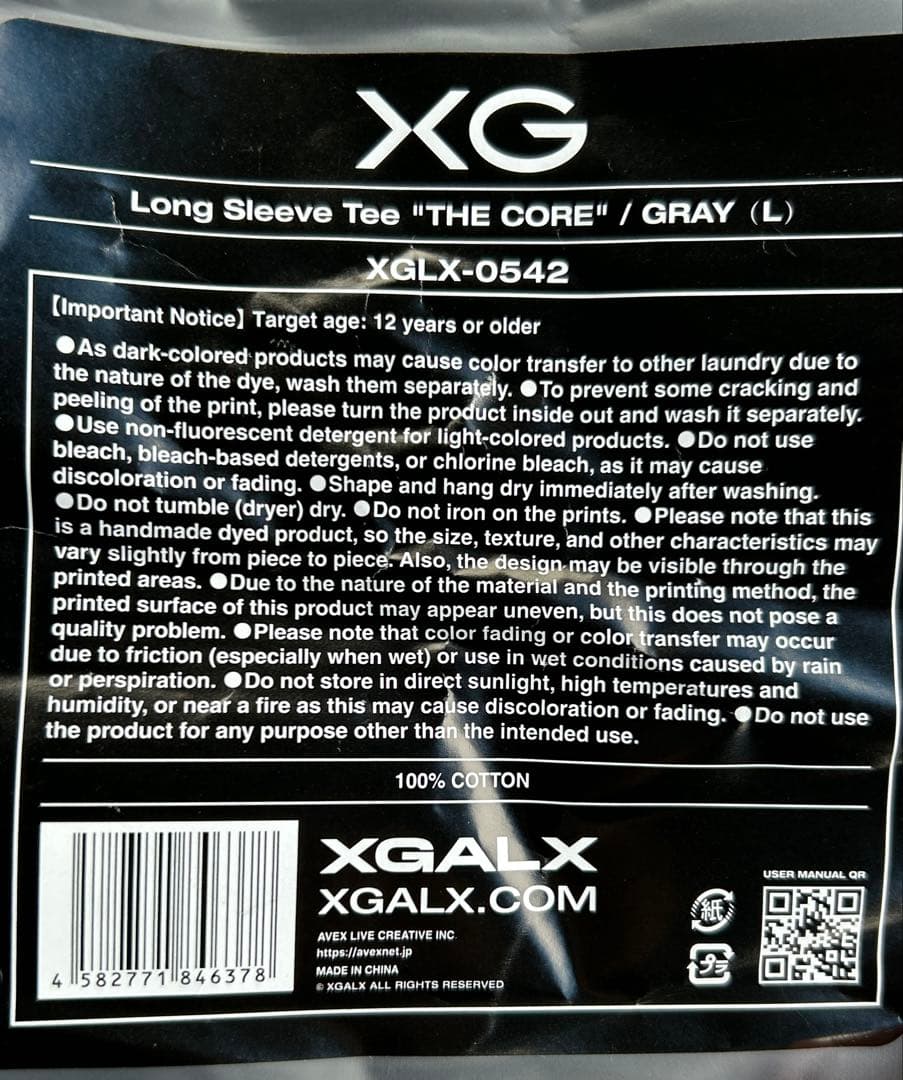 XG
Long Sleeve Tee "THE CORE" / GRAY (L)
XGLX-0542
【Important Notice】Target age: 12 years or older
●As dark-colored products may cause color transfer to other laundry due to
the nature of the dye, wash them separately. ●To prevent some cracking and
peeling of the print, please turn the product inside out and wash it separately.
●Use non-fluorescent detergent for light-colored products. ●Do not use
bleach, bleach-based detergents, or chlorine bleach, as it may cause
discoloration or fading. ●Shape and hang dry immediately after washing.
●Do not tumble (dryer) dry. ●Do not iron on the prints. ●Please note that this
is a handmade dyed product, so the size, texture, and other characteristics may
vary slightly from piece to piece. Also, the design may be visible through the
printed areas. ●Due to the nature of the material and the printing method, the
printed surface of this product may appear uneven, but this does not pose a
quality problem. ●Please note that color fading or color transfer may occur
due to friction (especially when wet) or use in wet conditions caused by rain
or perspiration. ●Do not store in direct sunlight, high temperatures and
humidity, or near a fire as this may cause discoloration or fading. ●Do not use
the product for any purpose other than the intended use.
100% COTTON
XGALX
XGALX.COM
AVEX LIVE CREATIVE INC.
https://avexnet.jp
MADE IN CHINA
© XGALX ALL RIGHTS RESERVED
4 582771 846378
紙
プラ
USER MANUAL QR